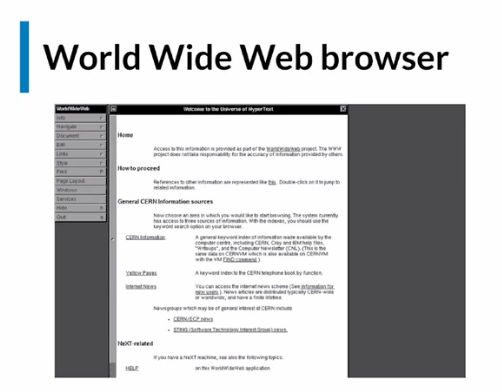 World Wide Web browser
WorldWideWeb
Info
Navigate
Document
Edit
Links
Style
Print
Page Layout
Windows
Services
Hide
Quit
Welcome to the Universe of HyperText
Home
Access to this information is provided as part of the WorldWideWeb project. The WWW
project does not take responsibility for the accuracy of information provided by others.
How to proceed
References to other information are represented like this. Double-click on it to jump to
related information.
General CERN Information sources
Now choose an area in which you would like to start browsing. The system currently
has access to three sources of information. With the indexes, you should use the
keyword search option on your browser.
CERN Information
A general keyword index of information made available by the
computer centre, including CERN, Cray and IBM help files,
"Writeups", and the Computer Newsletter (CNL). (This is the
same data on CERNVM which is also available on CERNVM
with the VM FIND command ).
Yellow Pages
A keyword index to the CERN telephone book by function.
Internet News
You can access the internet news scheme (See information for
new users ). News articles are distributed typically CERN-wide
or worldwide, and have a finite lifetime
Newsgroups which may be of general interest at CERN include
• CERN/ECP news
• STING (Software Technology Interest Group) news.
NeXT-related
If you have a NeXT machine, see also the following topics:
HELP
on this WorldWideWeb application